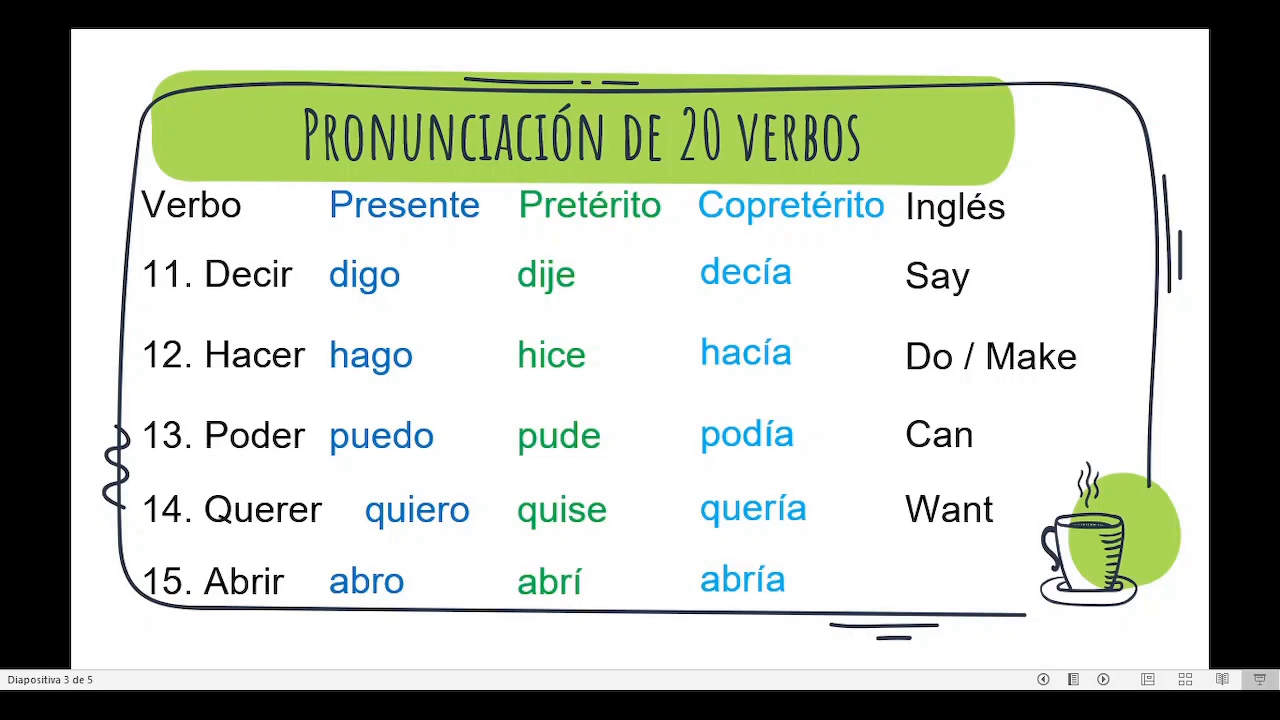 Pronunciación de 20 verbos
Verbo Presente Pretérito Copretérito Inglés
11. Decir digo dije decía Say
12. Hacer hago hice hacía Do / Make
13. Poder puedo pude podía Can
14. Querer quiero quise quería Want
15. Abrir abro abrí abría
Diapositiva 3 de 5